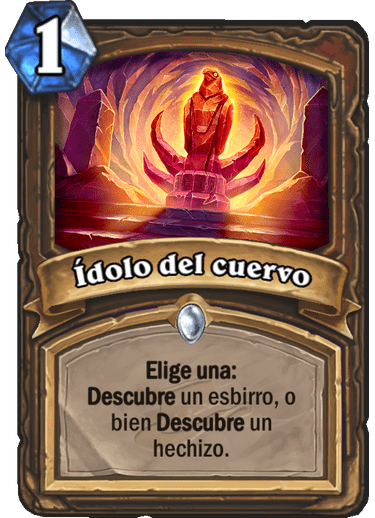 1
Ídolo del cuervo
Elige una:
Descubre un esbirro, o
bien Descubre un
hechizo.